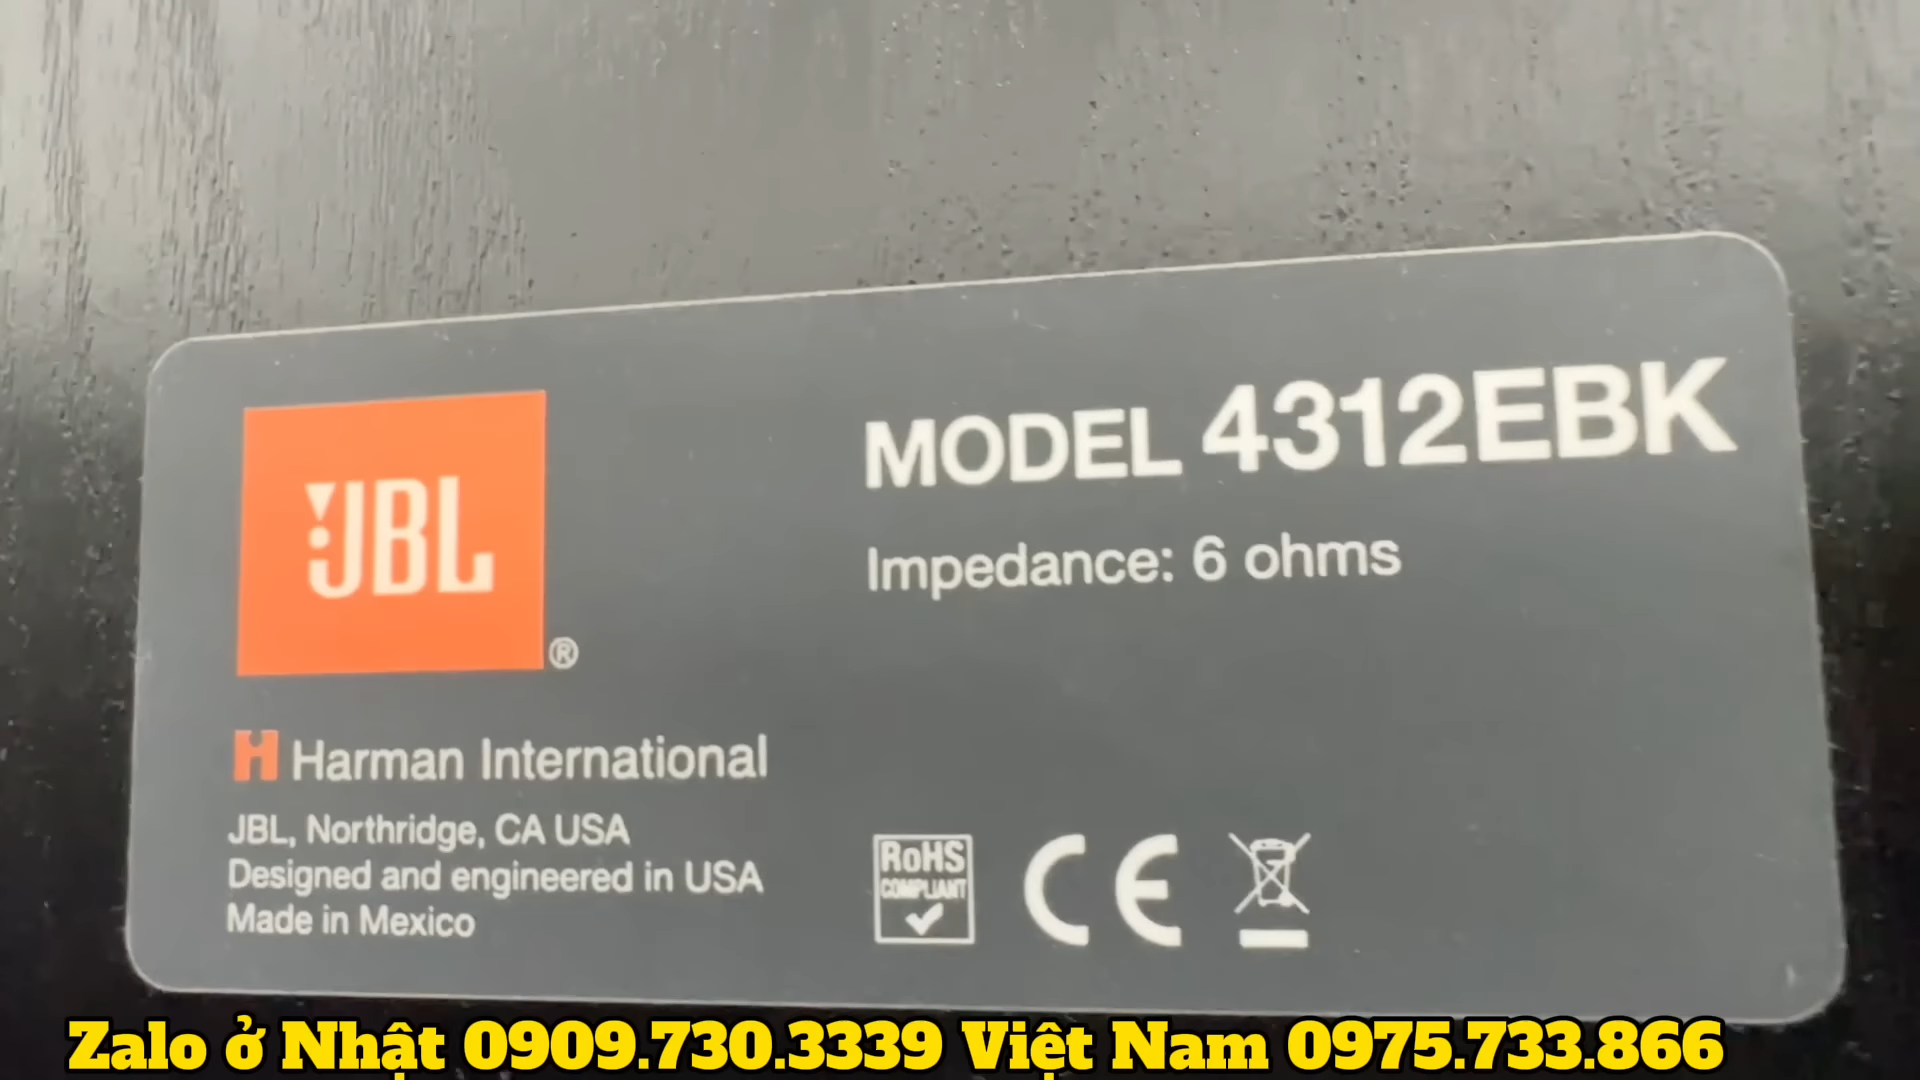 JBL
®
MODEL 4312EBK
Impedance: 6 ohms
H Harman International
JBL, Northridge, CA USA
Designed and engineered in USA
Made in Mexico
RoHS
COMPLIANT
CE
Zalo ở Nhật 0909.730.3339 Việt Nam 0975.733.866